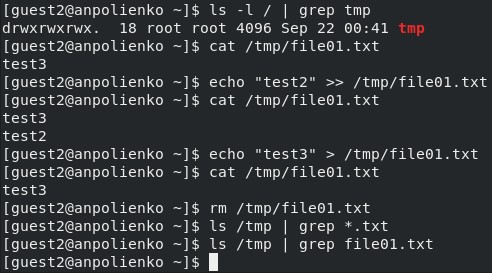 [guest2@anpolienko ~]$ ls -l / | grep tmp
drwxrwxrwx.  18 root root 4096 Sep 22 00:41 tmp
[guest2@anpolienko ~]$ cat /tmp/file01.txt
test3
[guest2@anpolienko ~]$ echo "test2" >> /tmp/file01.txt
[guest2@anpolienko ~]$ cat /tmp/file01.txt
test3
test2
[guest2@anpolienko ~]$ echo "test3" > /tmp/file01.txt
[guest2@anpolienko ~]$ cat /tmp/file01.txt
test3
[guest2@anpolienko ~]$ rm /tmp/file01.txt
[guest2@anpolienko ~]$ ls /tmp | grep *.txt
[guest2@anpolienko ~]$ ls /tmp | grep file01.txt
[guest2@anpolienko ~]$